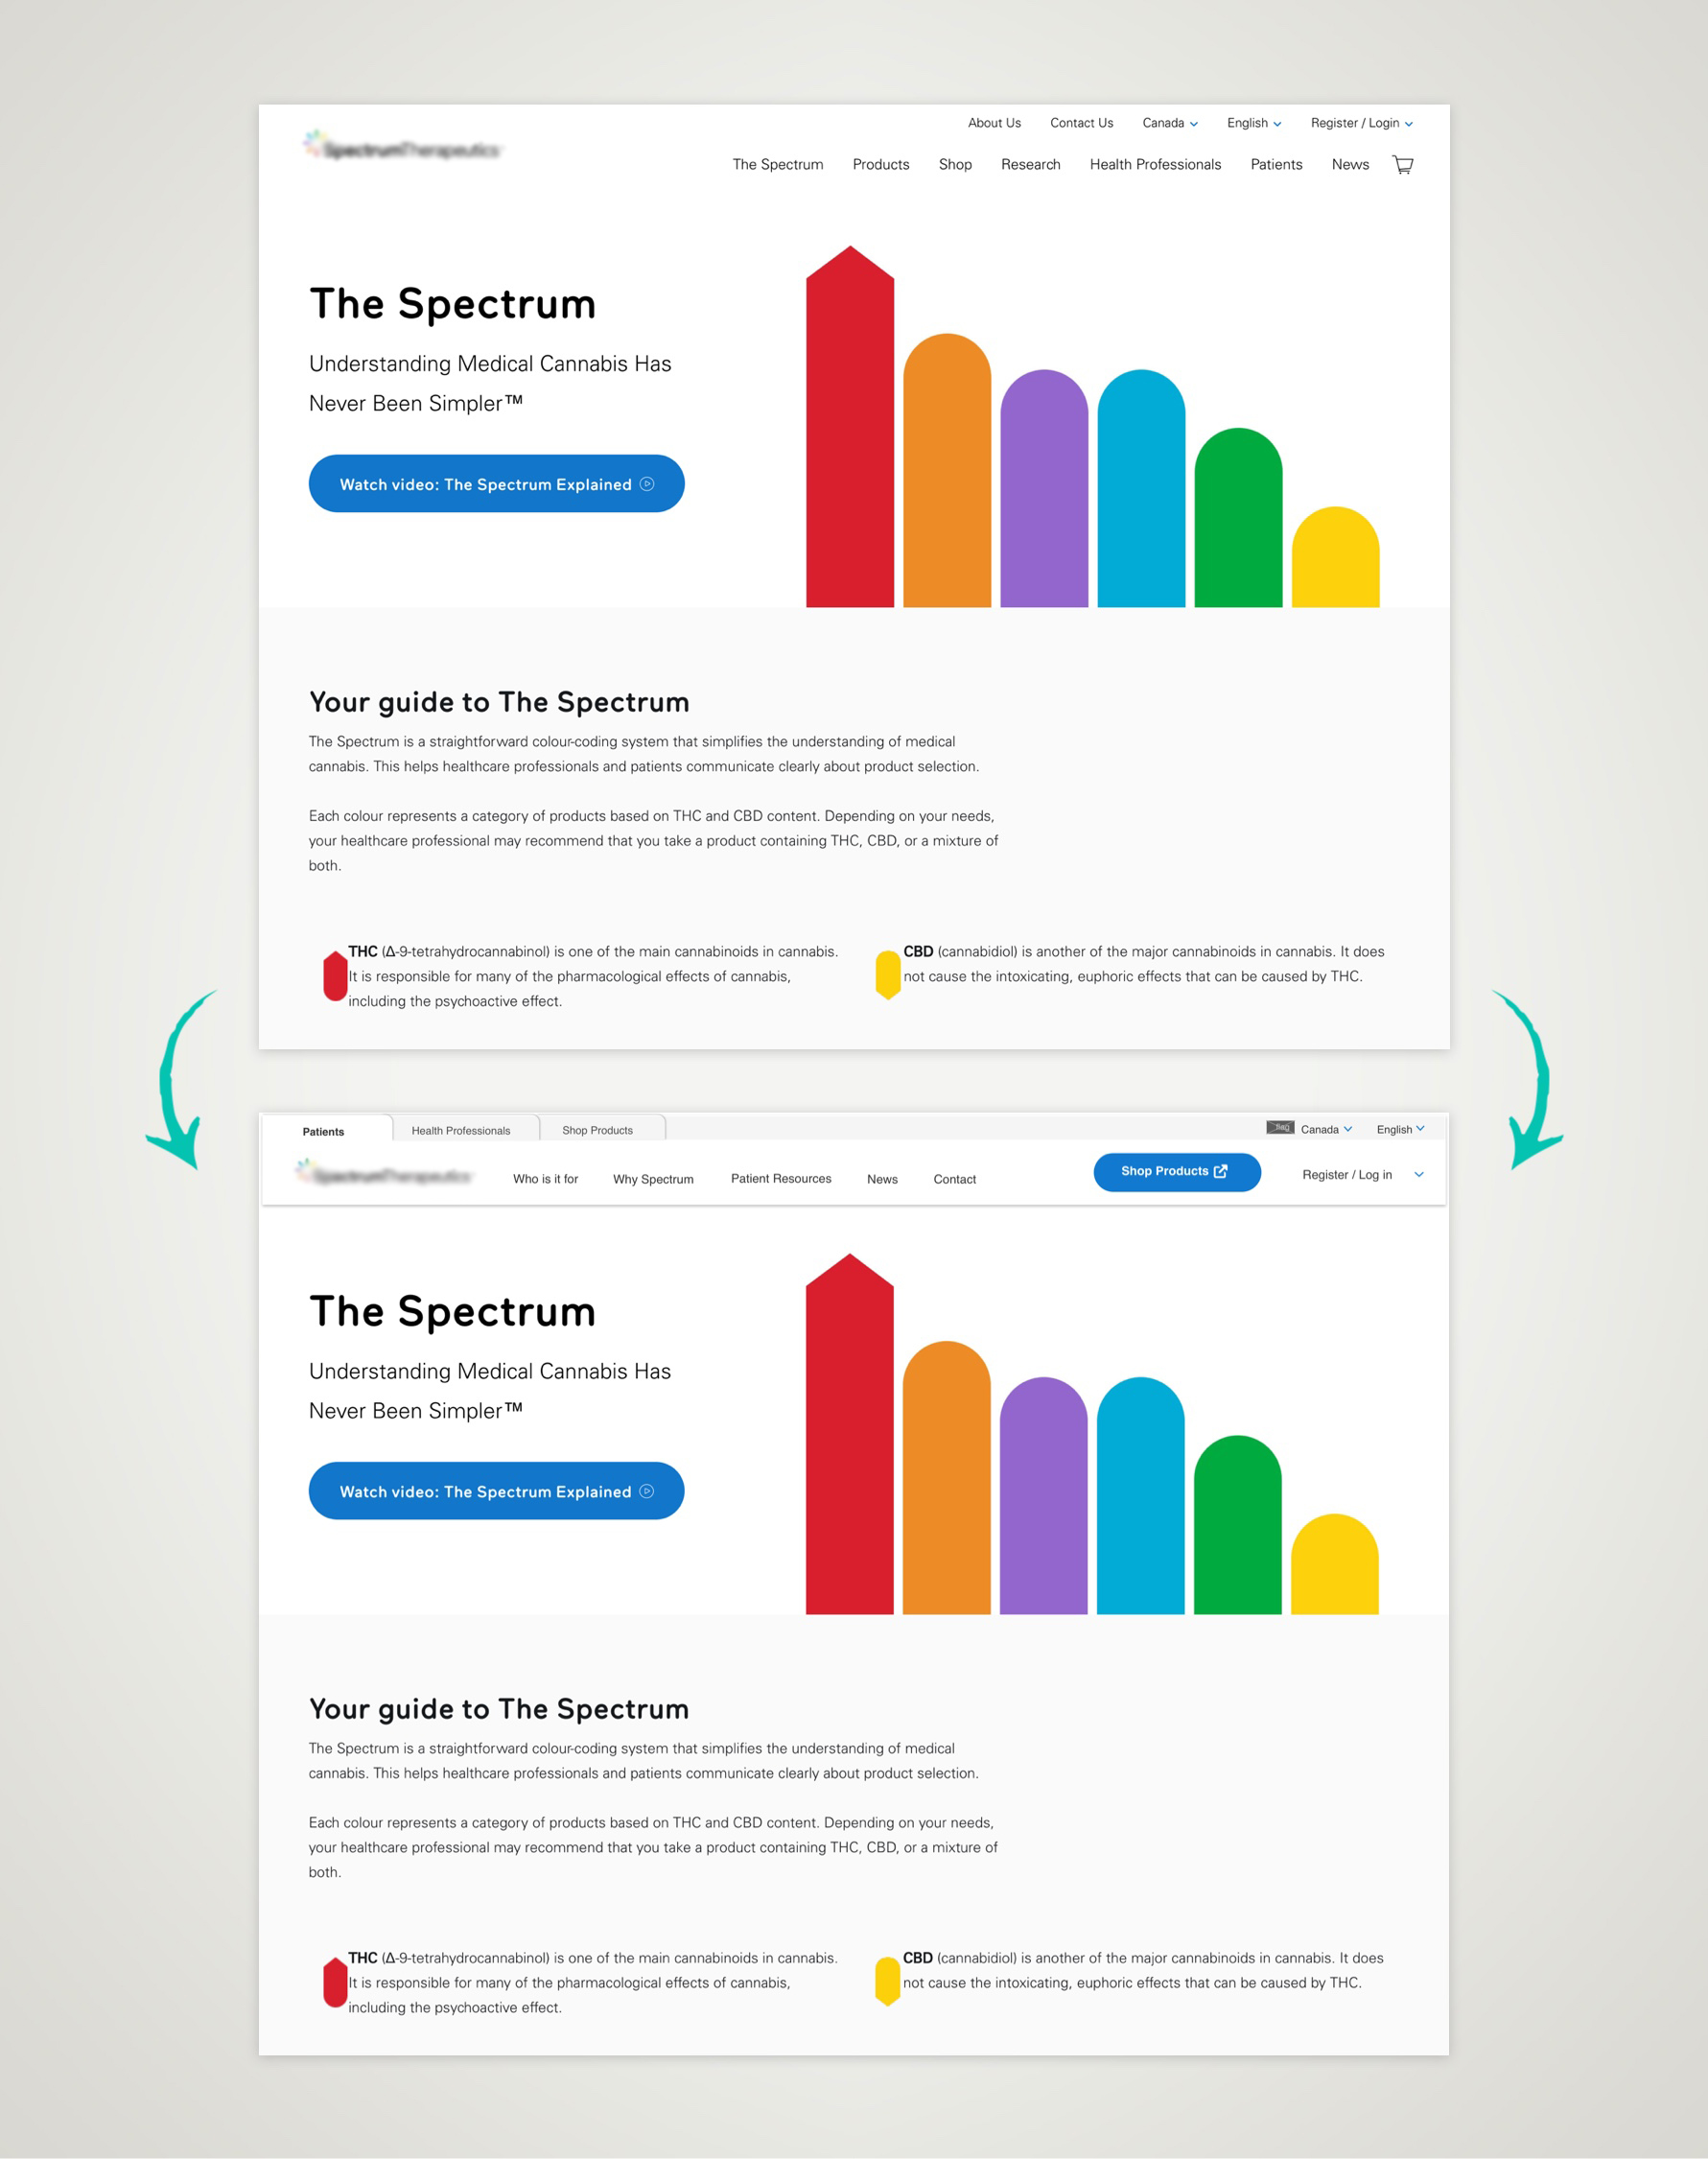 SpectrumTherapeutics
About Us Contact Us Canada English Register / Login
The Spectrum Products Shop Research Health Professionals Patients News
The Spectrum
Understanding Medical Cannabis Has
Never Been Simpler™
Watch video: The Spectrum Explained
Your guide to The Spectrum
The Spectrum is a straightforward colour-coding system that simplifies the understanding of medical
cannabis. This helps healthcare professionals and patients communicate clearly about product selection.
Each colour represents a category of products based on THC and CBD content. Depending on your needs,
your healthcare professional may recommend that you take a product containing THC, CBD, or a mixture of
both.
THC (Δ-9-tetrahydrocannabinol) is one of the main cannabinoids in cannabis.
It is responsible for many of the pharmacological effects of cannabis,
including the psychoactive effect.
CBD (cannabidiol) is another of the major cannabinoids in cannabis. It does
not cause the intoxicating, euphoric effects that can be caused by THC.
Patients Health Professionals Shop Products flag Canada English
SpectrumTherapeutics
Who is it for Why Spectrum Patient Resources News Contact Shop Products Register / Log in
The Spectrum
Understanding Medical Cannabis Has
Never Been Simpler™
Watch video: The Spectrum Explained
Your guide to The Spectrum
The Spectrum is a straightforward colour-coding system that simplifies the understanding of medical
cannabis. This helps healthcare professionals and patients communicate clearly about product selection.
Each colour represents a category of products based on THC and CBD content. Depending on your needs,
your healthcare professional may recommend that you take a product containing THC, CBD, or a mixture of
both.
THC (Δ-9-tetrahydrocannabinol) is one of the main cannabinoids in cannabis.
It is responsible for many of the pharmacological effects of cannabis,
including the psychoactive effect.
CBD (cannabidiol) is another of the major cannabinoids in cannabis. It does
not cause the intoxicating, euphoric effects that can be caused by THC.